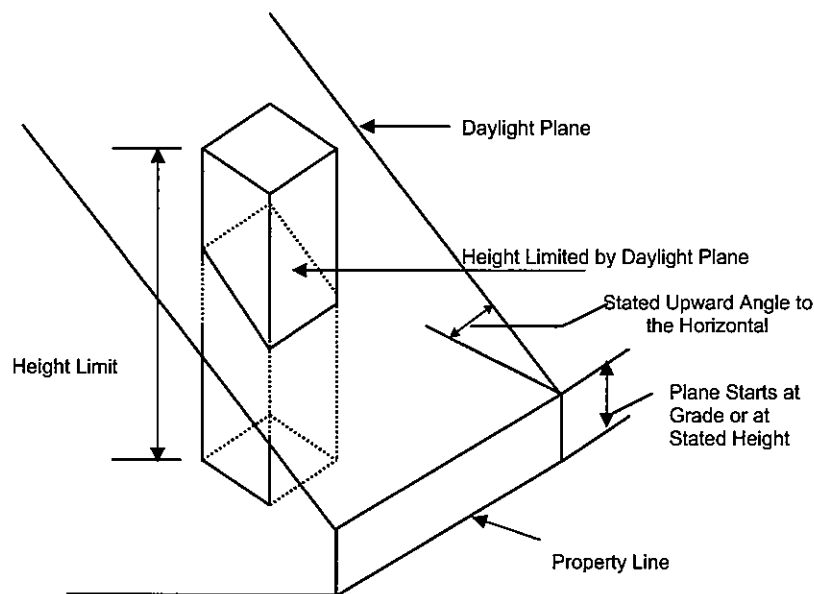 Daylight Plane
Height Limited by Daylight Plane
Stated Upward Angle to
the Horizontal
Height Limit
Plane Starts at
Grade or at
Stated Height
Property Line